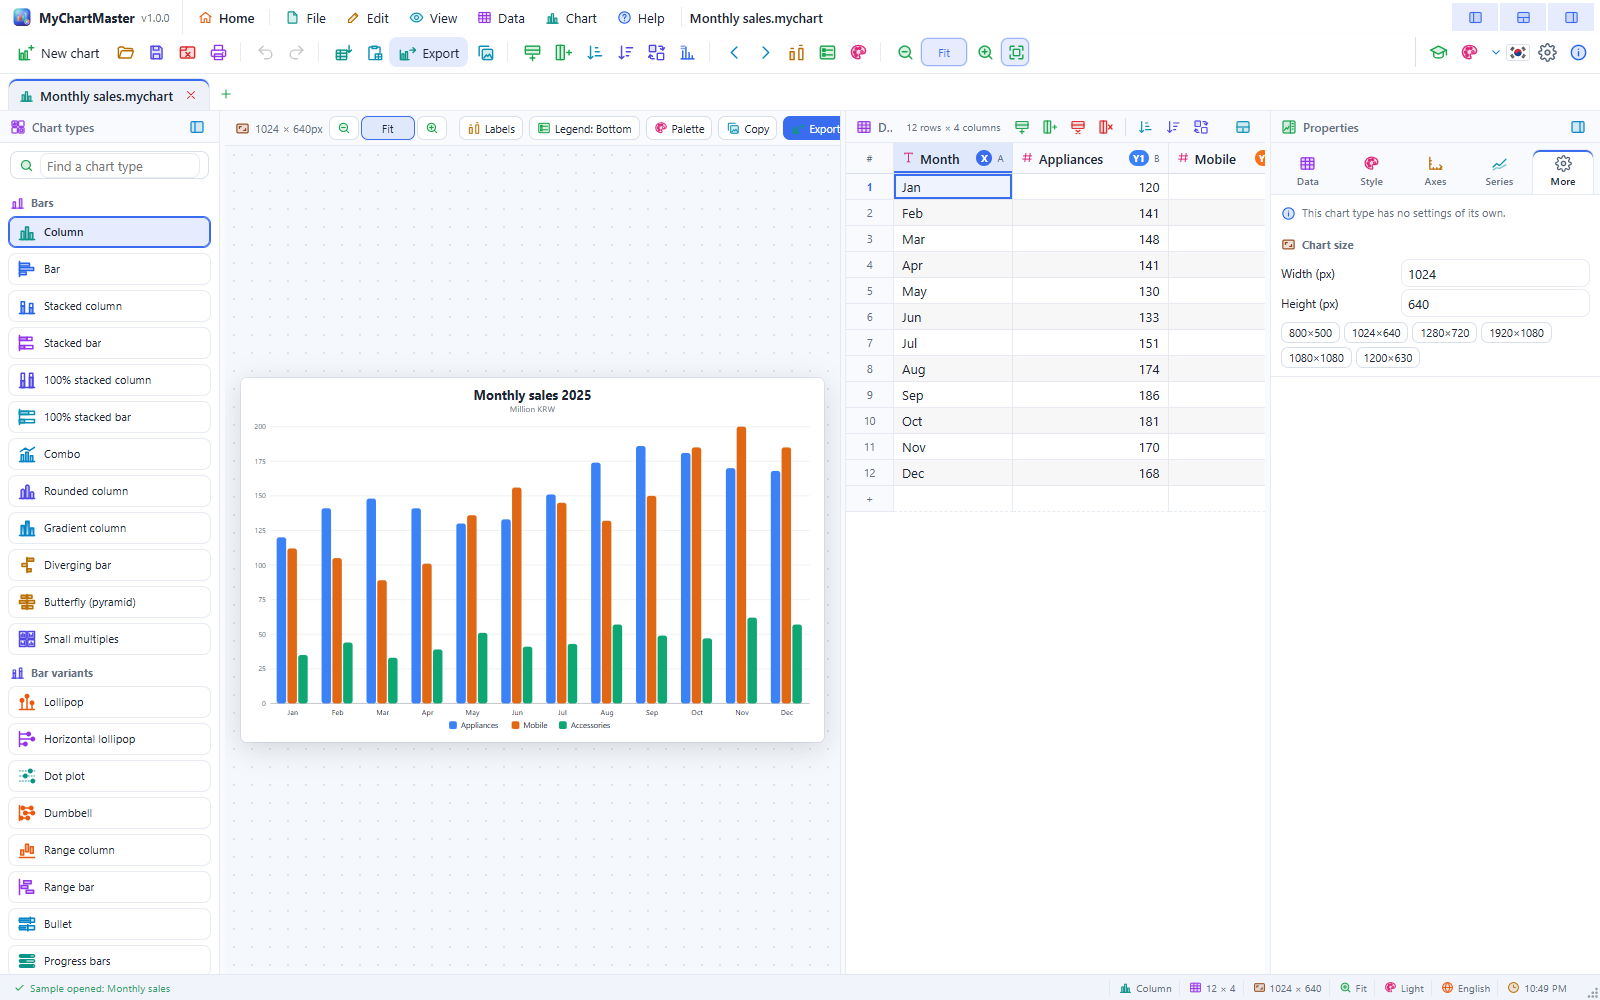 MyChartMaster v1.0.0 Home File Edit View Data Chart Help Monthly sales.mychart
New chart Export Fit
Monthly sales.mychart
Chart types
Find a chart type
Bars
Column
Bar
Stacked column
Stacked bar
100% stacked column
100% stacked bar
Combo
Rounded column
Gradient column
Diverging bar
Butterfly (pyramid)
Small multiples
Bar variants
Lollipop
Horizontal lollipop
Dot plot
Dumbbell
Range column
Range bar
Bullet
Progress bars
1024 × 640px Fit Labels Legend: Bottom Palette Copy Export
Monthly sales 2025
Million KRW
200
175
150
125
100
75
50
25
0
Jan Feb Mar Apr May Jun Jul Aug Sep Oct Nov Dec
Appliances Mobile Accessories
D.. 12 rows × 4 columns
# Month X A Appliances Y1 B Mobile Y
1 Jan 120
2 Feb 141
3 Mar 148
4 Apr 141
5 May 130
6 Jun 133
7 Jul 151
8 Aug 174
9 Sep 186
10 Oct 181
11 Nov 170
12 Dec 168
+
Properties
Data Style Axes Series More
This chart type has no settings of its own.
Chart size
Width (px) 1024
Height (px) 640
800×500 1024×640 1280×720 1920×1080
1080×1080 1200×630
Sample opened: Monthly sales
Column 12 × 4 1024 × 640 Fit Light English 10:49 PM